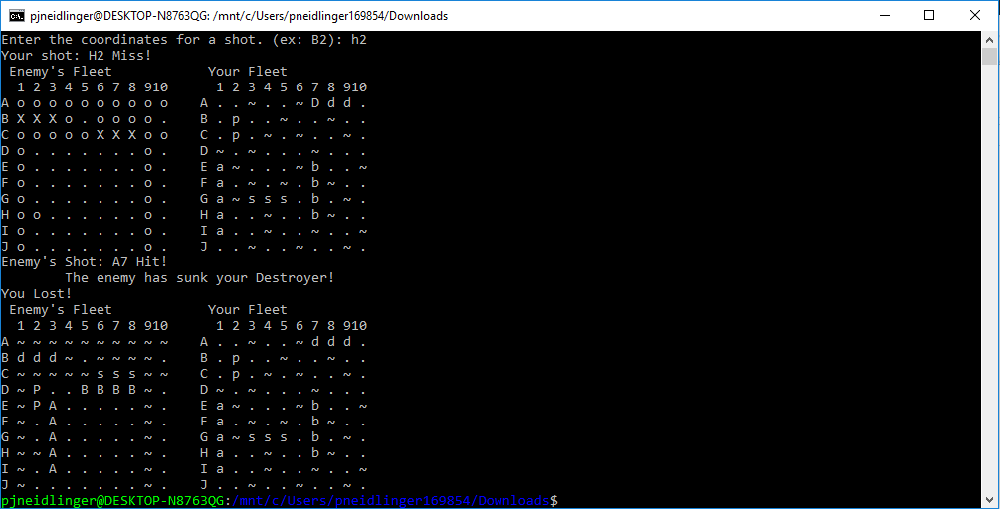 pjneidlinger@DESKTOP-N8763QG: /mnt/c/Users/pneidlinger169854/Downloads
Enter the coordinates for a shot. (ex: B2): h2
Your shot: H2 Miss!
 Enemy's Fleet            Your Fleet
  1 2 3 4 5 6 7 8 910      1 2 3 4 5 6 7 8 910
A o o o o o o o o o o    A . . ~ . . ~ D d d .
B X X X o . o o o o .    B . p . . ~ . . ~ . .
C o o o o o X X X o o    C . p . ~ . ~ . . ~ .
D o . . . . . . . o .    D ~ . ~ . . . ~ . . .
E o . . . . . . . o .    E a ~ . . . ~ b . . ~
F o . . . . . . . o .    F a . ~ . ~ . b ~ . .
G o . . . . . . . o .    G a ~ s s s . b . ~ .
H o o . . . . . . o .    H a . . ~ . . b ~ . .
I o . . . . . . . o .    I a . . ~ . . ~ . . ~
J o . . . . . . . o .    J . . ~ . . ~ . . ~ .
Enemy's Shot: A7 Hit!
        The enemy has sunk your Destroyer!
You Lost!
 Enemy's Fleet            Your Fleet
  1 2 3 4 5 6 7 8 910      1 2 3 4 5 6 7 8 910
A ~ ~ ~ ~ ~ ~ ~ ~ ~ ~    A . . ~ . . ~ d d d .
B d d d ~ . ~ ~ ~ ~ .    B . p . . ~ . . ~ . .
C ~ ~ ~ ~ ~ s s s ~ ~    C . p . ~ . ~ . . ~ .
D ~ P . . B B B B ~ .    D ~ . ~ . . . ~ . . .
E ~ P A . . . . . ~ .    E a ~ . . . ~ b . . ~
F ~ . A . . . . . ~ .    F a . ~ . ~ . b ~ . .
G ~ . A . . . . . ~ .    G a ~ s s s . b . ~ .
H ~ ~ A . . . . . ~ .    H a . . ~ . . b ~ . .
I ~ . A . . . . . ~ .    I a . . ~ . . ~ . . ~
J ~ . . . . . . . ~ .    J . . ~ . . ~ . . ~ .
pjneidlinger@DESKTOP-N8763QG:/mnt/c/Users/pneidlinger169854/Downloads$